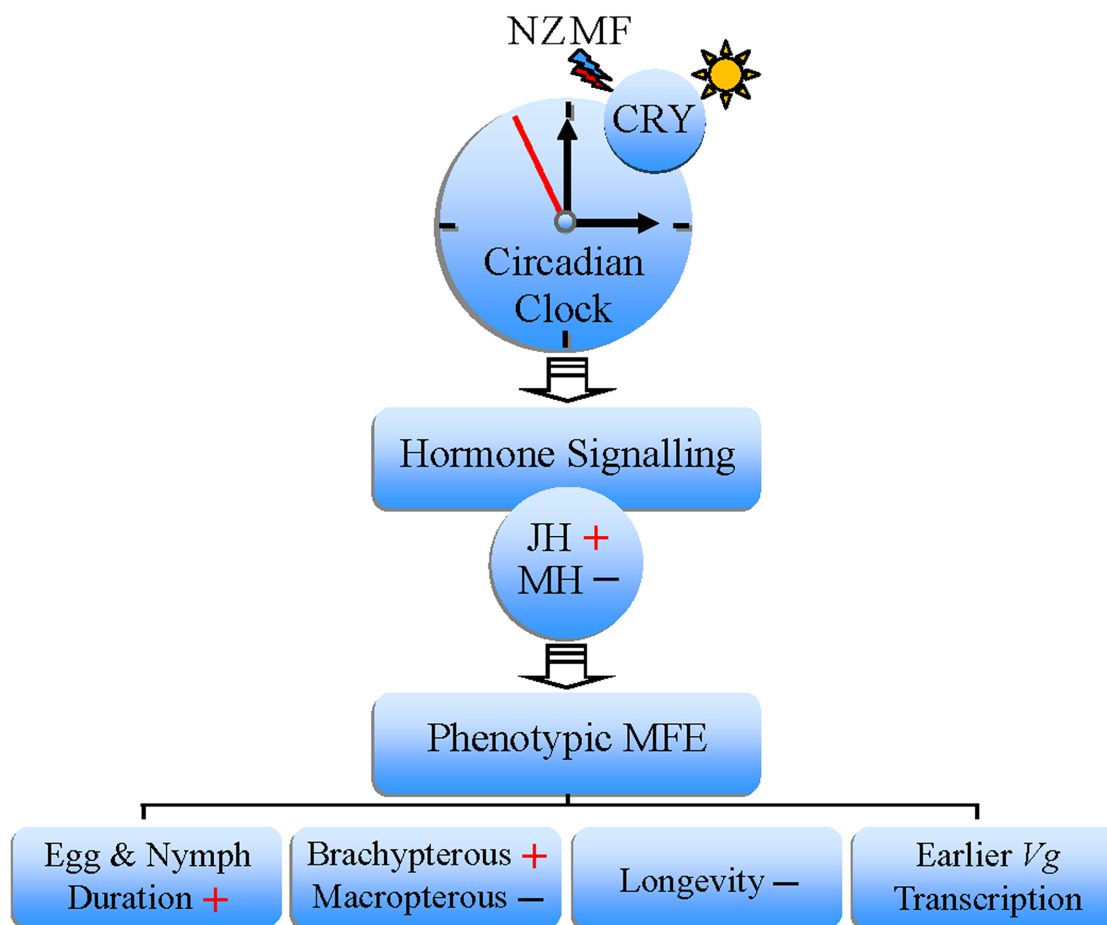 NZMF
CRY
Circadian
Clock
Hormone Signalling
JH +
MH −
Phenotypic MFE
Egg & Nymph
Duration +
Brachypterous +
Macropterous −
Longevity −
Earlier Vg
Transcription